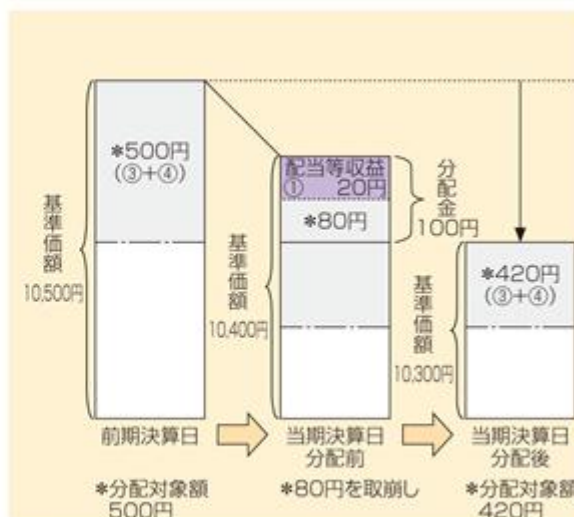 *500円
(③+④)
基準価額
10,500円
前期決算日
*分配対象額
500円
配当等収益
① 20円
*80円
分配金
100円
基準価額
10,400円
当期決算日
分配前
*80円を取崩し
*420円
(③+④)
基準価額
10,300円
当期決算日
分配後
*分配対象額
420円